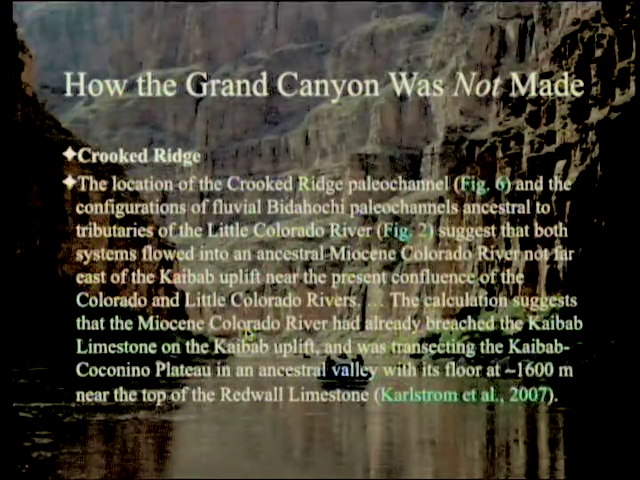 How the Grand Canyon Was Not Made
✦Crooked Ridge
✦The location of the Crooked Ridge paleochannel (Fig. 6) and the
configurations of fluvial Bidahochi paleochannels ancestral to
tributaries of the Little Colorado River (Fig. 2) suggest that both
systems flowed into an ancestral Miocene Colorado River not far
east of the Kaibab uplift near the present confluence of the
Colorado and Little Colorado Rivers. … The calculation suggests
that the Miocene Colorado River had already breached the Kaibab
Limestone on the Kaibab uplift, and was transecting the Kaibab-
Coconino Plateau in an ancestral valley with its floor at ~1600 m
near the top of the Redwall Limestone (Karlstrom et al., 2007).